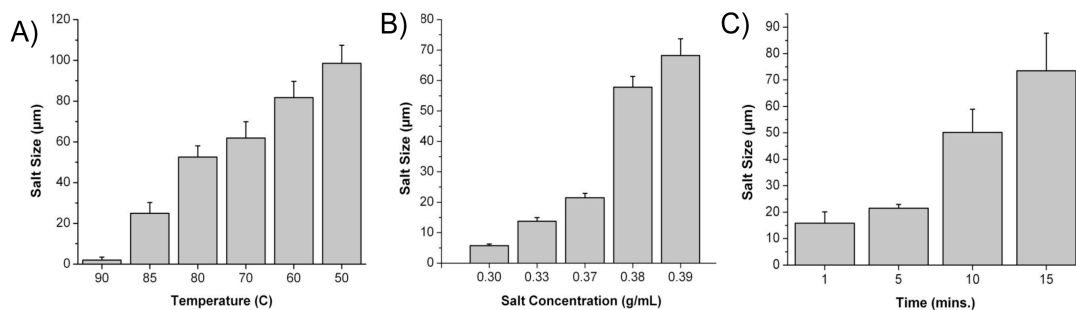 A)
120
100
80
60
40
20
0
Salt Size (µm)
90 85 80 70 60 50
Temperature (C)
B)
80
70
60
50
40
30
20
10
0
Salt Size (µm)
0.30 0.33 0.37 0.38 0.39
Salt Concentration (g/mL)
C)
90
80
70
60
50
40
30
20
10
0
Salt Size (µm)
1 5 10 15
Time (mins.)